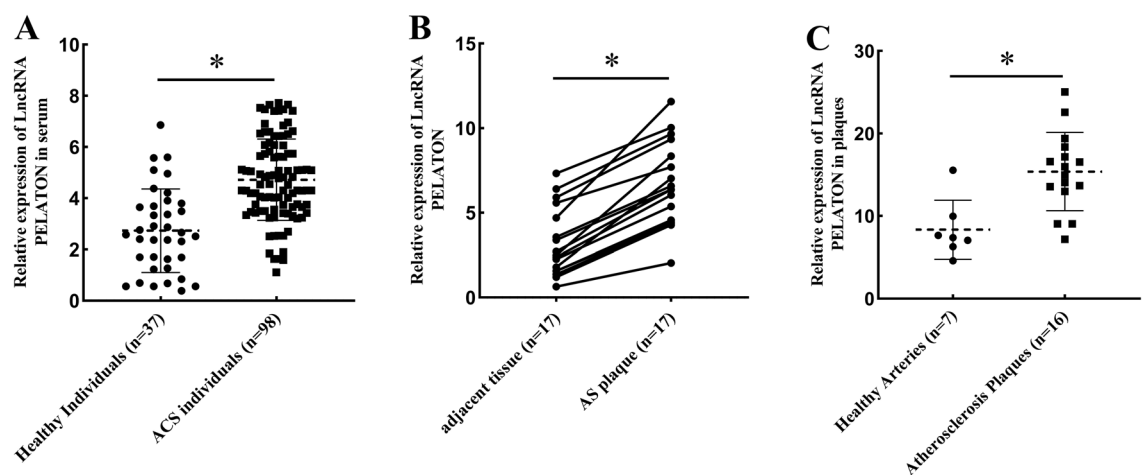 A
Relative expression of LncRNA
PELATON in serum
10
8
6
4
2
0
*
Healthy Individuals (n=37)
ACS individuals (n=98)
B
Relative expression of LncRNA
PELATON
15
10
5
0
*
adjacent tissue (n=17)
AS plaque (n=17)
C
Relative expression of LncRNA
PELATON in plaques
30
20
10
0
*
Healthy Arteries (n=7)
Atherosclerosis Plaques (n=16)